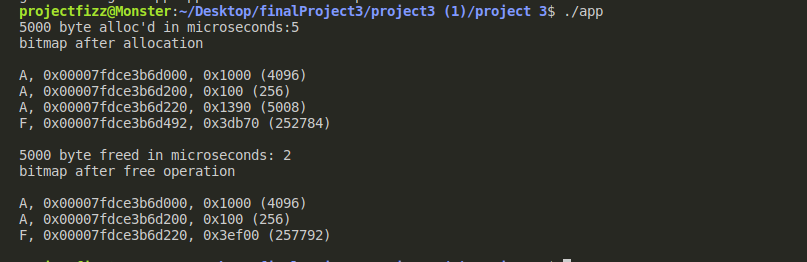 projectfizz@Monster:~/Desktop/finalProject3/project3 (1)/project 3$ ./app
5000 byte alloc'd in microseconds:5
bitmap after allocation
A, 0x00007fdce3b6d000, 0x1000 (4096)
A, 0x00007fdce3b6d200, 0x100 (256)
A, 0x00007fdce3b6d220, 0x1390 (5008)
F, 0x00007fdce3b6d492, 0x3db70 (252784)
5000 byte freed in microseconds: 2
bitmap after free operation
A, 0x00007fdce3b6d000, 0x1000 (4096)
A, 0x00007fdce3b6d200, 0x100 (256)
F, 0x00007fdce3b6d220, 0x3ef00 (257792)